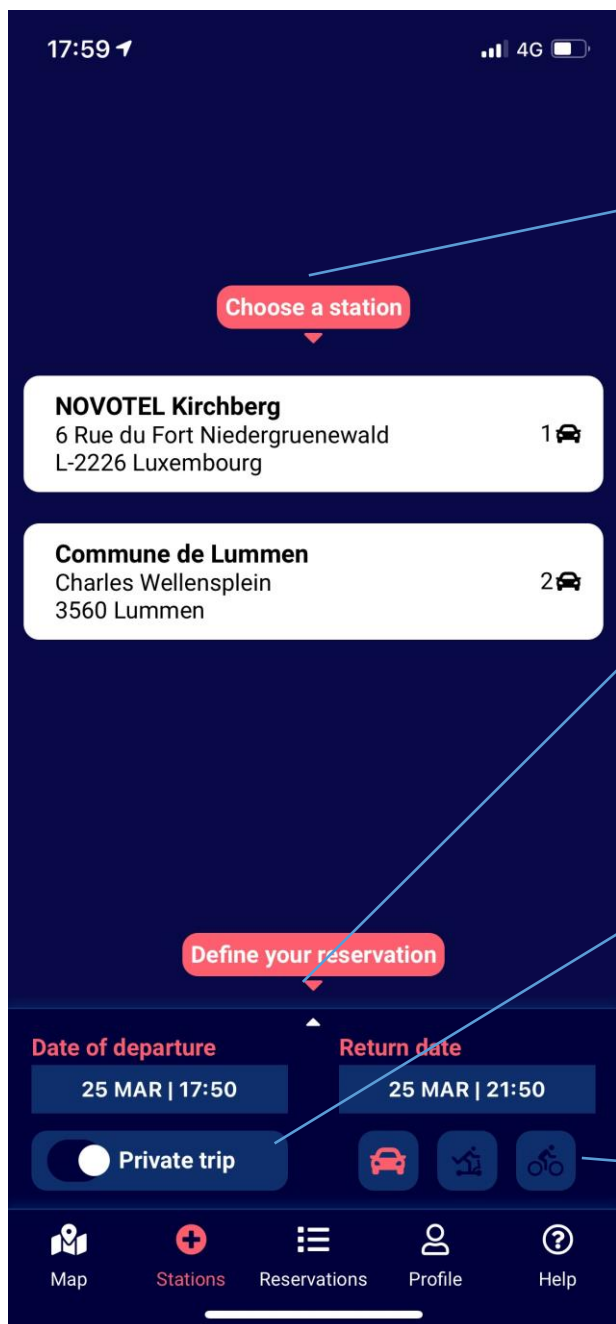 17:59
4G
Choose a station
NOVOTEL Kirchberg
6 Rue du Fort Niedergruenewald
L-2226 Luxembourg
1
Commune de Lummen
Charles Wellensplein
3560 Lummen
2
Define your reservation
Date of departure
Return date
25 MAR | 17:50
25 MAR | 21:50
Private trip
Map
Stations
Reservations
Profile
Help